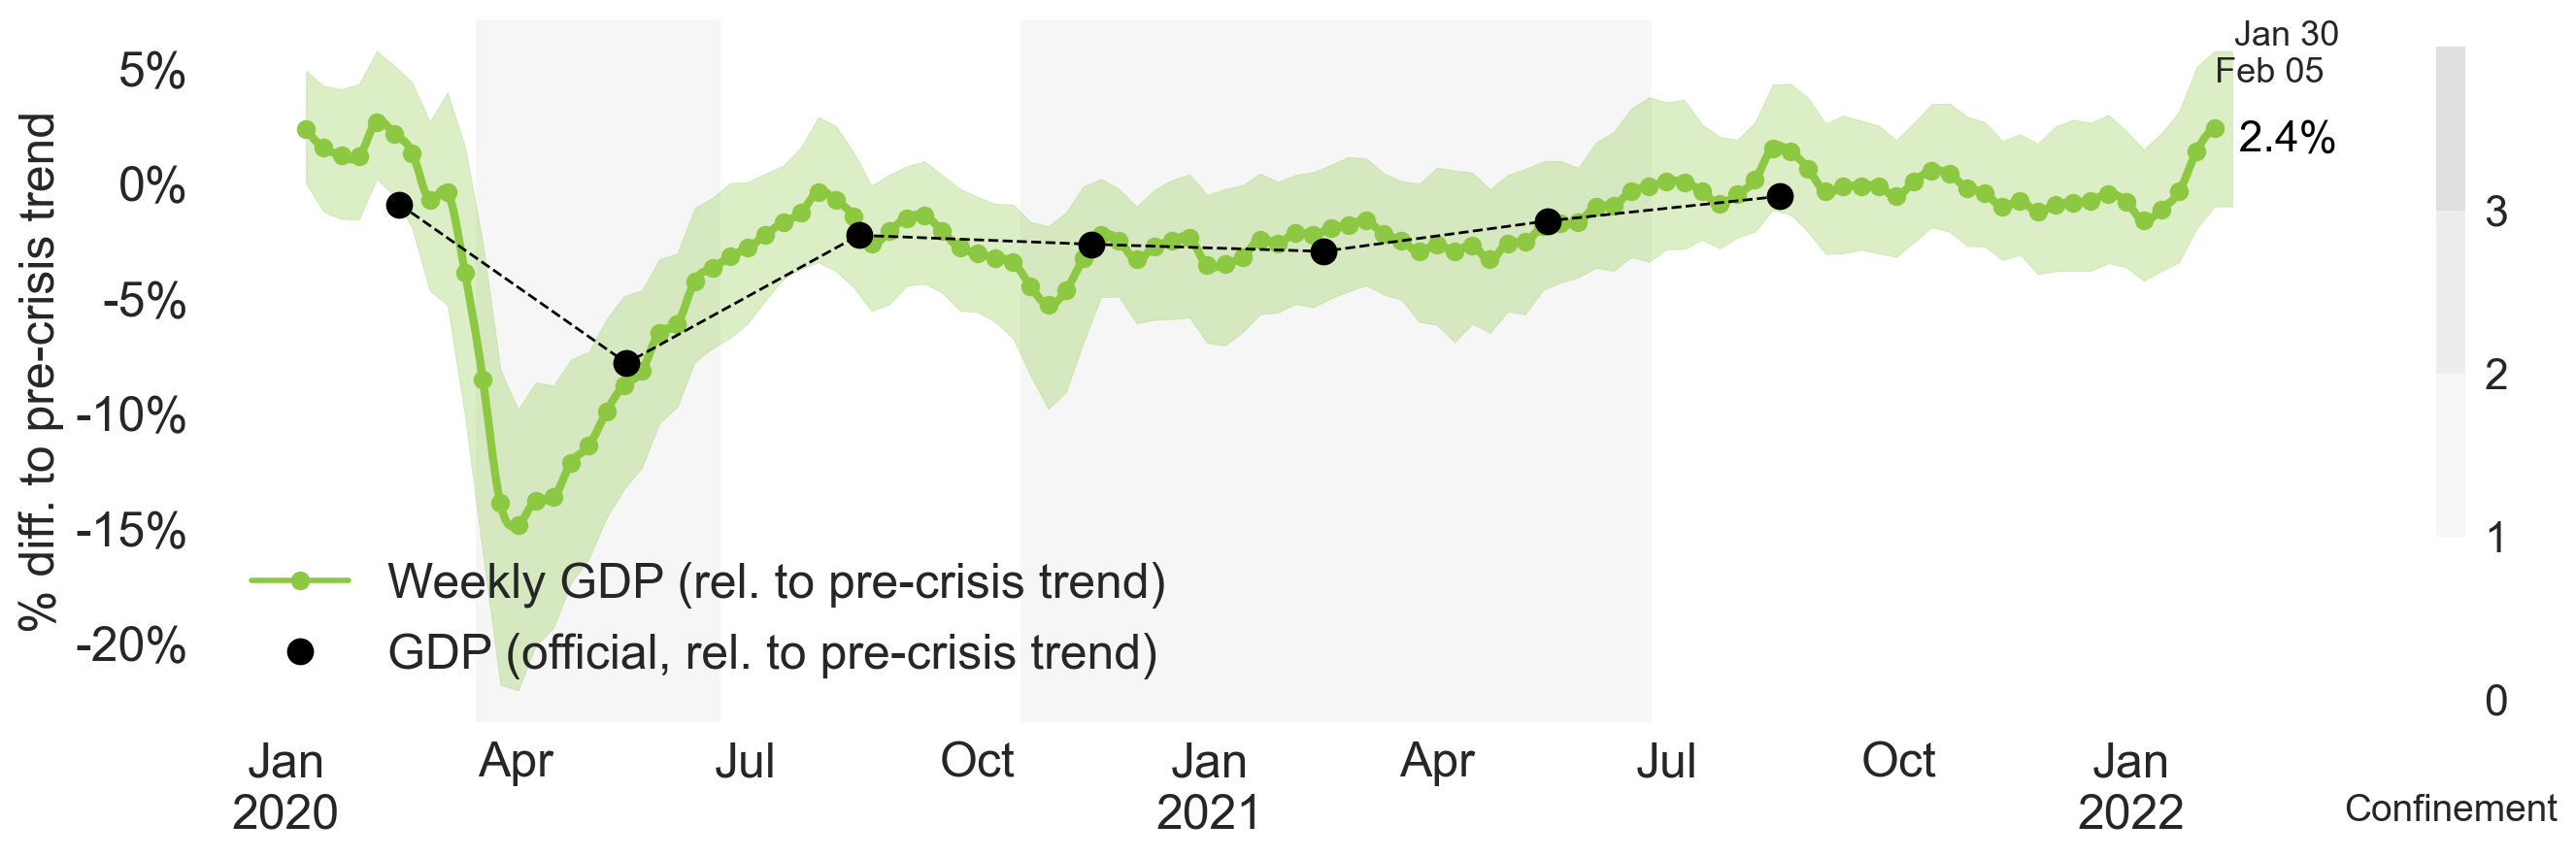 % diff. to pre-crisis trend
5%
0%
-5%
-10%
-15%
-20%
Jan 30
Feb 05
2.4%
Weekly GDP (rel. to pre-crisis trend)
GDP (official, rel. to pre-crisis trend)
Jan
2020
Apr
Jul
Oct
Jan
2021
Apr
Jul
Oct
Jan
2022
3
2
1
0
Confinement